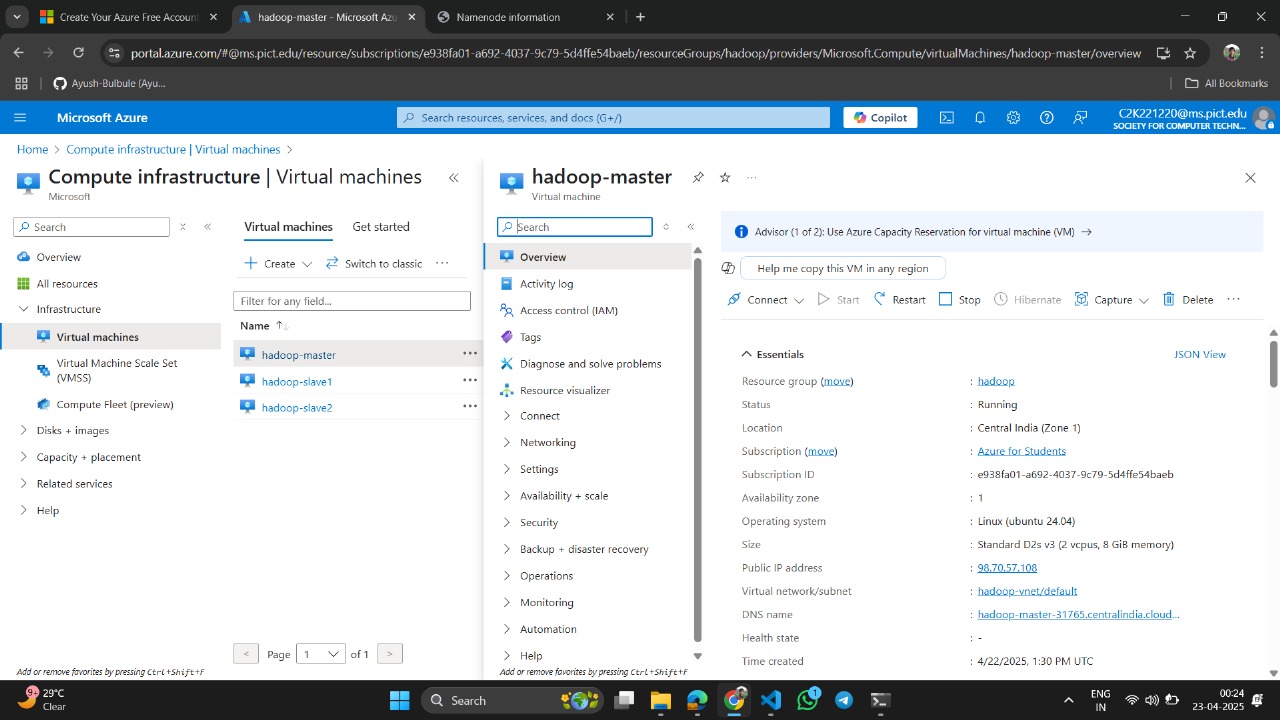 Create Your Azure Free Account
hadoop-master - Microsoft Azu
Namenode information
portal.azure.com/#@ms.pict.edu/resource/subscriptions/e938fa01-a692-4037-9c79-5d4ffe54baeb/resourceGroups/hadoop/providers/Microsoft.Compute/virtualMachines/hadoop-master/overview
Ayush-Bulbule (Ayu...
All Bookmarks
Microsoft Azure
Search resources, services, and docs (G+/)
Copilot
C2K221220@ms.pict.edu
SOCIETY FOR COMPUTER TECHN...
Home > Compute infrastructure | Virtual machines >
Compute infrastructure | Virtual machines
Microsoft
Search
Overview
All resources
Infrastructure
Virtual machines
Virtual Machine Scale Set
(VMSS)
Compute Fleet (preview)
Disks + images
Capacity + placement
Related services
Help
Add or remove favorites by pressing Ctrl+Shift+F
Virtual machines
Get started
Create
Switch to classic
...
Filter for any field...
Name ↑↓
hadoop-master
hadoop-slave1
hadoop-slave2
< Page 1 of 1 >
hadoop-master
Virtual machine
Search
Overview
Activity log
Access control (IAM)
Tags
Diagnose and solve problems
Resource visualizer
Connect
Networking
Settings
Availability + scale
Security
Backup + disaster recovery
Operations
Monitoring
Automation
Help
Add or remove favorites by pressing Ctrl+Shift+F
Advisor (1 of 2): Use Azure Capacity Reservation for virtual machine (VM) →
Help me copy this VM in any region
Connect
Start
Restart
Stop
Hibernate
Capture
Delete
...
Essentials
JSON View
Resource group (move) : hadoop
Status : Running
Location : Central India (Zone 1)
Subscription (move) : Azure for Students
Subscription ID : e938fa01-a692-4037-9c79-5d4ffe54baeb
Availability zone : 1
Operating system : Linux (ubuntu 24.04)
Size : Standard D2s v3 (2 vcpus, 8 GiB memory)
Public IP address : 98.70.57.108
Virtual network/subnet : hadoop-vnet/default
DNS name : hadoop-master-31765.centralindia.cloud...
Health state : -
Time created : 4/22/2025, 1:30 PM UTC
9+
29°C
Clear
Search
1
ENG
IN
00:24
23-04-2025